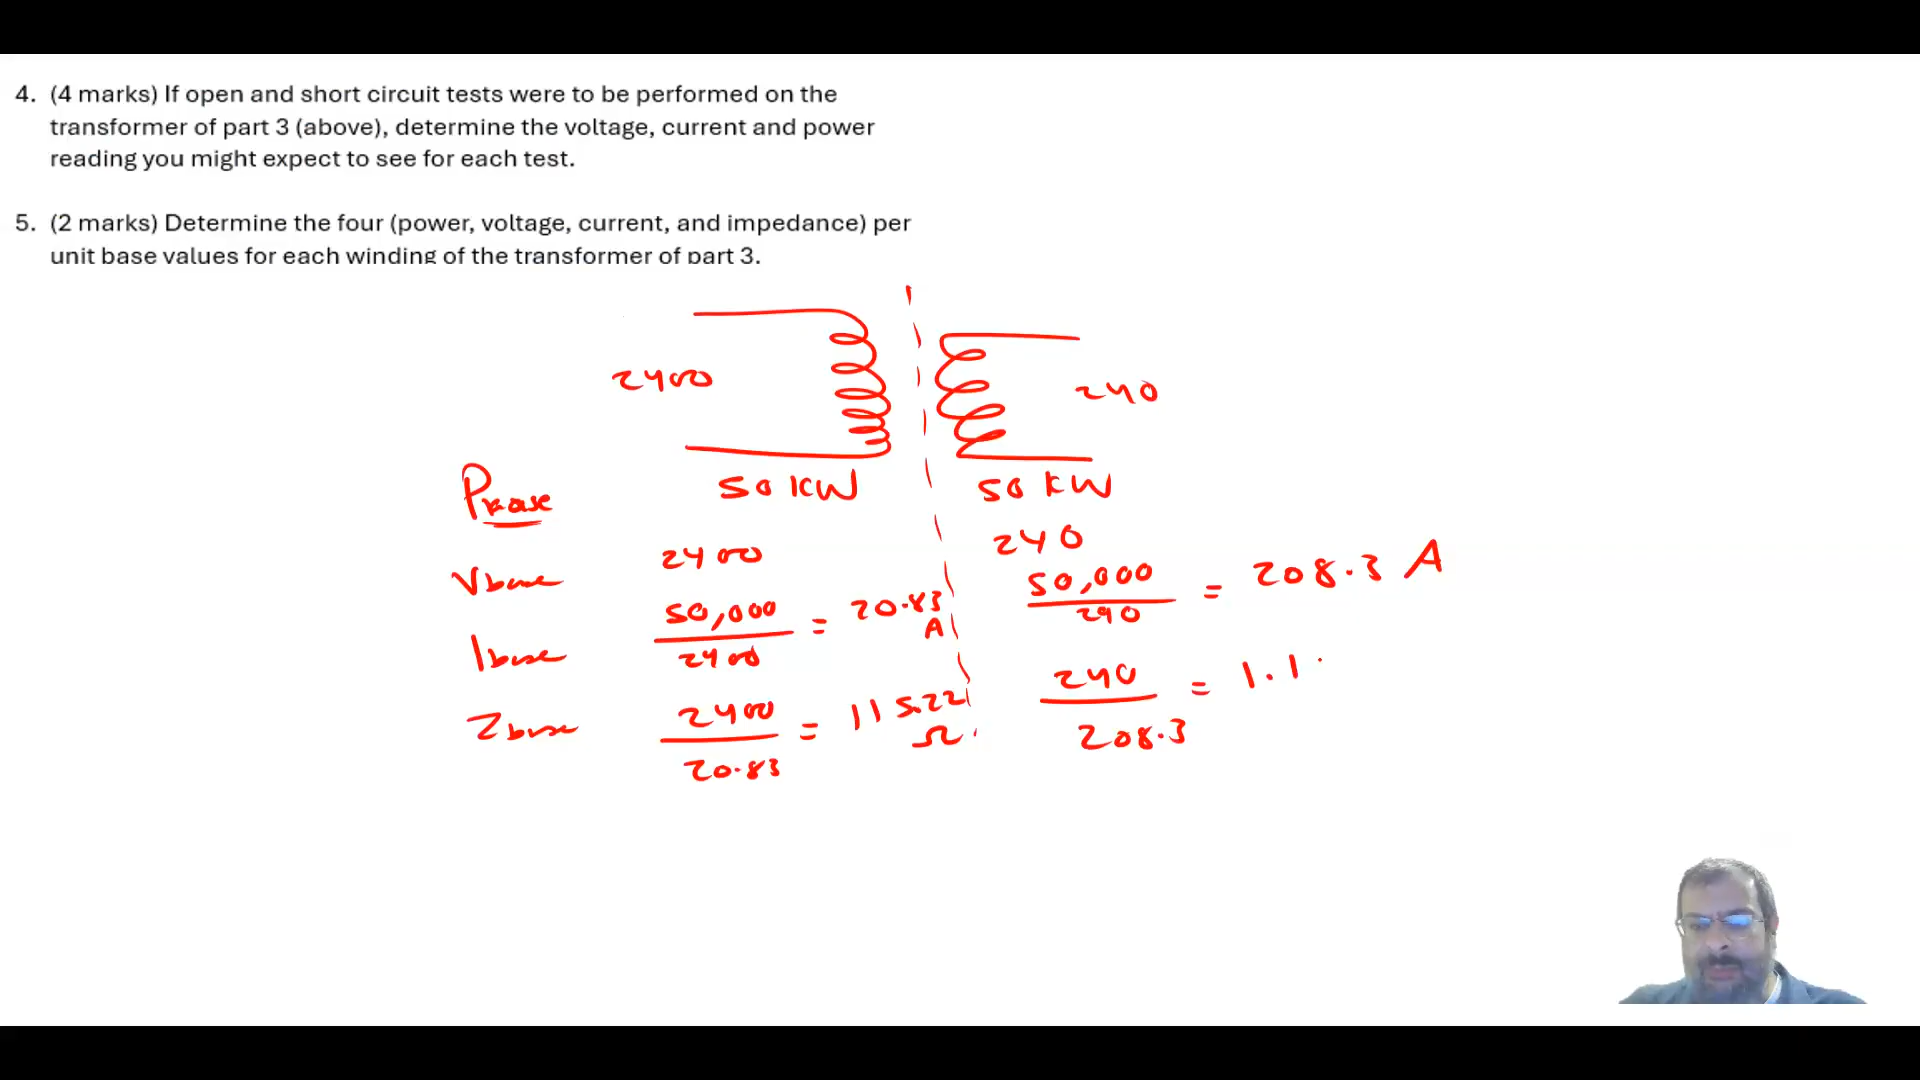 4. (4 marks) If open and short circuit tests were to be performed on the
transformer of part 3 (above), determine the voltage, current and power
reading you might expect to see for each test.
5. (2 marks) Determine the four (power, voltage, current, and impedance) per
unit base values for each winding of the transformer of part 3.
2400
240
Pbase
50 KW
50 KW
Vbase
2400
240
Ibase
50,000
2400
= 20.83
A
50,000
240
= 208.3 A
Zbase
2400
20.83
= 115.22
Ω
240
208.3
= 1.1